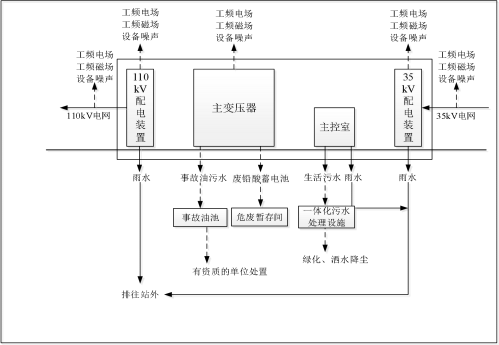 工频电场
工频磁场
设备噪声
工频电场
工频磁场
设备噪声
工频电场
工频磁场
设备噪声
工频电场
工频磁场
设备噪声
工频电场
工频磁场
设备噪声
110
kV
配
电
装
置
主变压器
主控室
35
kV
配
电
装
置
110kV电网
35kV电网
雨水
事故油污水
废铅酸蓄电池
生活污水
雨水
雨水
事故油池
危废暂存间
一体化污水
处理设施
有资质的单位处置
绿化、洒水降尘
排往站外